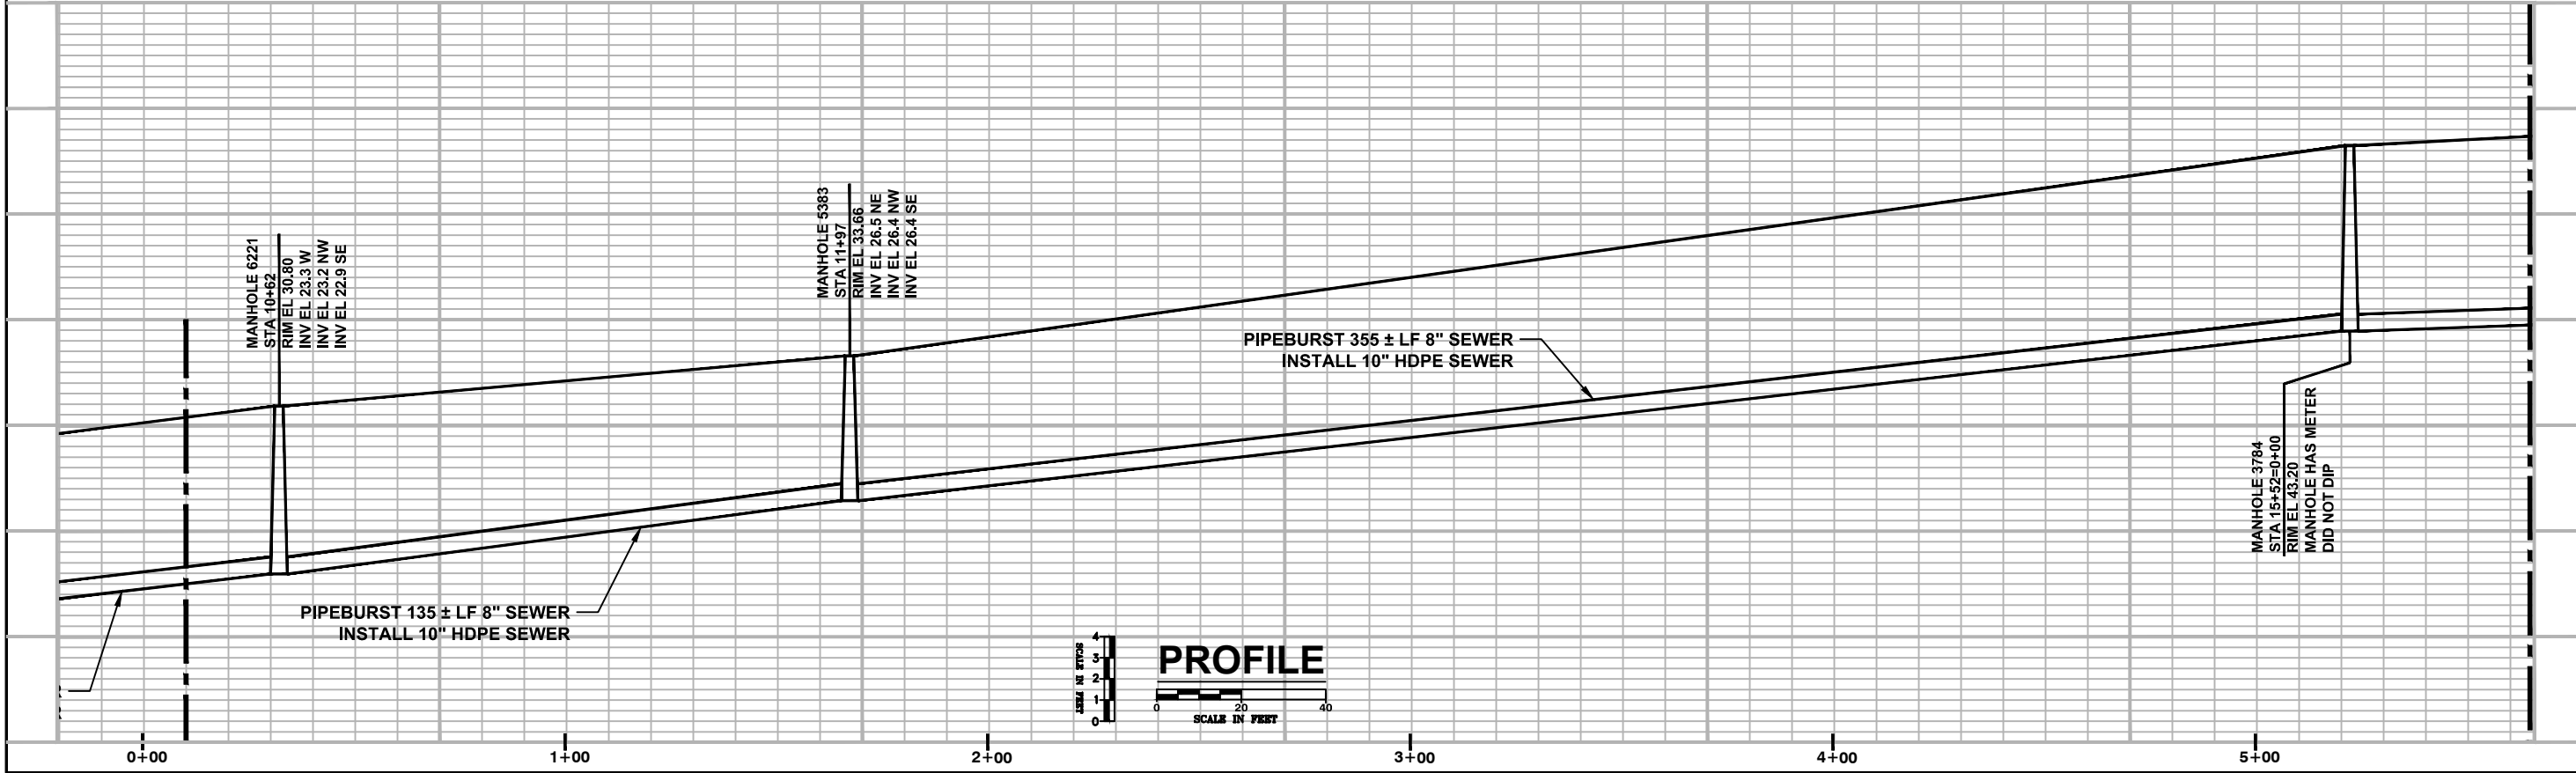 MANHOLE 6221
STA 10+62
RIM EL 30.80
INV EL 23.3 W
INV EL 23.2 NW
INV EL 22.9 SE
MANHOLE 5383
STA 11+97
RIM EL 33.66
INV EL 26.5 NE
INV EL 26.4 NW
INV EL 26.4 SE
PIPEBURST 355 ± LF 8" SEWER
INSTALL 10" HDPE SEWER
MANHOLE 3784
STA 15+52=0+00
RIM EL 43.20
MANHOLE HAS METER
DID NOT DIP
PIPEBURST 135 ± LF 8" SEWER
INSTALL 10" HDPE SEWER
4
3
2
1
0
SCALE IN FEET
PROFILE
0 20 40
SCALE IN FEET
0+00 1+00 2+00 3+00 4+00 5+00